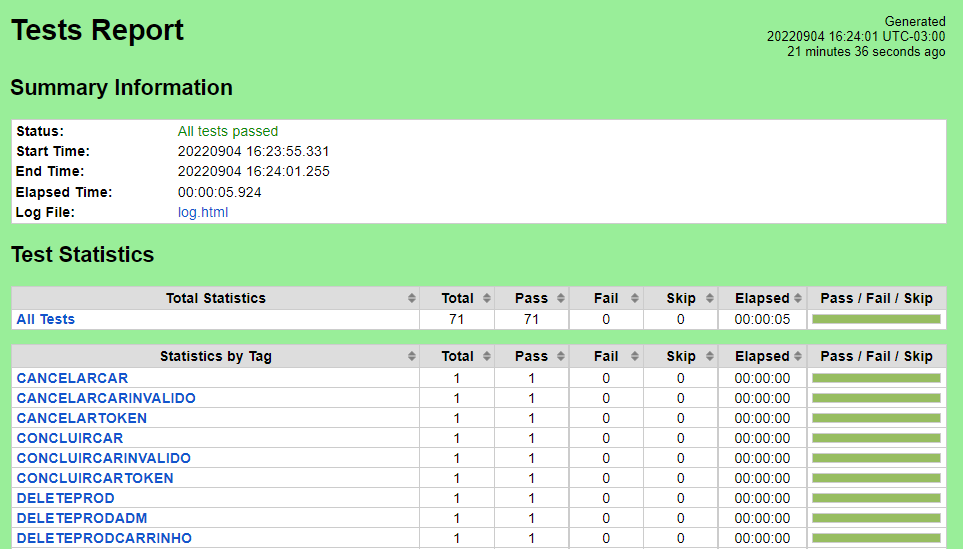 Tests Report
Generated
20220904 16:24:01 UTC-03:00
21 minutes 36 seconds ago
Summary Information
Status: All tests passed
Start Time: 20220904 16:23:55.331
End Time: 20220904 16:24:01.255
Elapsed Time: 00:00:05.924
Log File: log.html
Test Statistics
Total Statistics Total Pass Fail Skip Elapsed Pass / Fail / Skip
All Tests 71 71 0 0 00:00:05
Statistics by Tag Total Pass Fail Skip Elapsed Pass / Fail / Skip
CANCELARCAR 1 1 0 0 00:00:00
CANCELARCARINVALIDO 1 1 0 0 00:00:00
CANCELARTOKEN 1 1 0 0 00:00:00
CONCLUIRCAR 1 1 0 0 00:00:00
CONCLUIRCARINVALIDO 1 1 0 0 00:00:00
CONCLUIRCARTOKEN 1 1 0 0 00:00:00
DELETEPROD 1 1 0 0 00:00:00
DELETEPRODADM 1 1 0 0 00:00:00
DELETEPRODCARRINHO 1 1 0 0 00:00:00